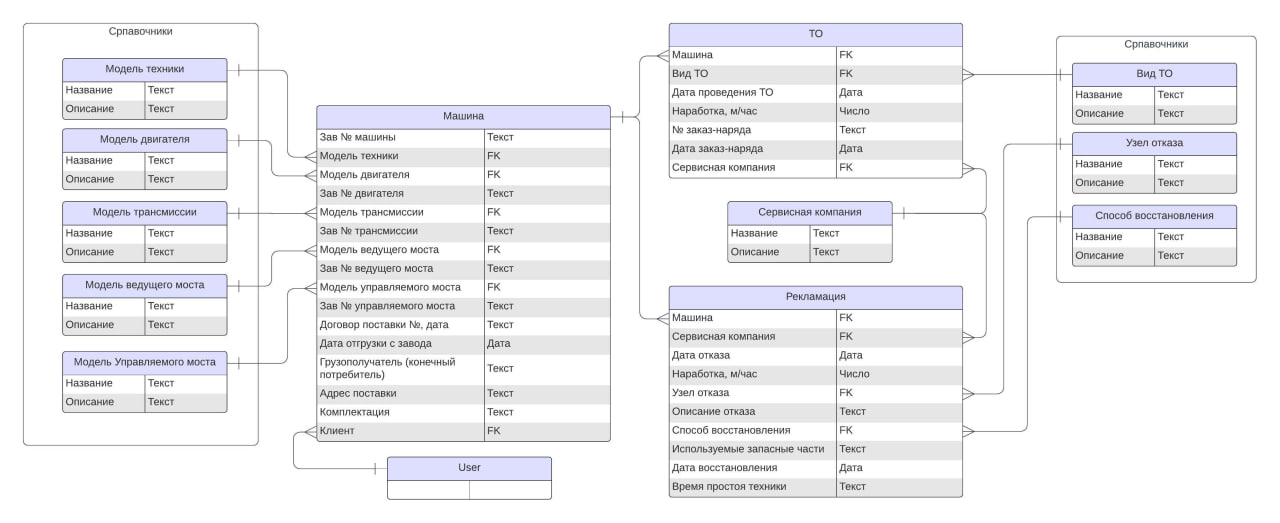 Српавочники
Модель техники
Название Текст
Описание Текст
Модель двигателя
Название Текст
Описание Текст
Модель трансмиссии
Название Текст
Описание Текст
Модель ведущего моста
Название Текст
Описание Текст
Модель Управляемого моста
Название Текст
Описание Текст
Машина
Зав № машины Текст
Модель техники FK
Модель двигателя FK
Зав № двигателя Текст
Модель трансмиссии FK
Зав № трансмиссии Текст
Модель ведущего моста FK
Зав № ведущего моста Текст
Модель управляемого моста FK
Зав № управляемого моста Текст
Договор поставки №, дата Текст
Дата отгрузки с завода Дата
Грузополучатель (конечный
потребитель) Текст
Адрес поставки Текст
Комплектация Текст
Клиент FK
User
ТО
Машина FK
Вид ТО FK
Дата проведения ТО Дата
Наработка, м/час Число
№ заказ-наряда Текст
Дата заказ-наряда Дата
Сервисная компания FK
Сервисная компания
Название Текст
Описание Текст
Рекламация
Машина FK
Сервисная компания FK
Дата отказа Дата
Наработка, м/час Число
Узел отказа FK
Описание отказа Текст
Способ восстановления FK
Используемые запасные части Текст
Дата восстановления Дата
Время простоя техники Текст
Српавочники
Вид ТО
Название Текст
Описание Текст
Узел отказа
Название Текст
Описание Текст
Способ восстановления
Название Текст
Описание Текст